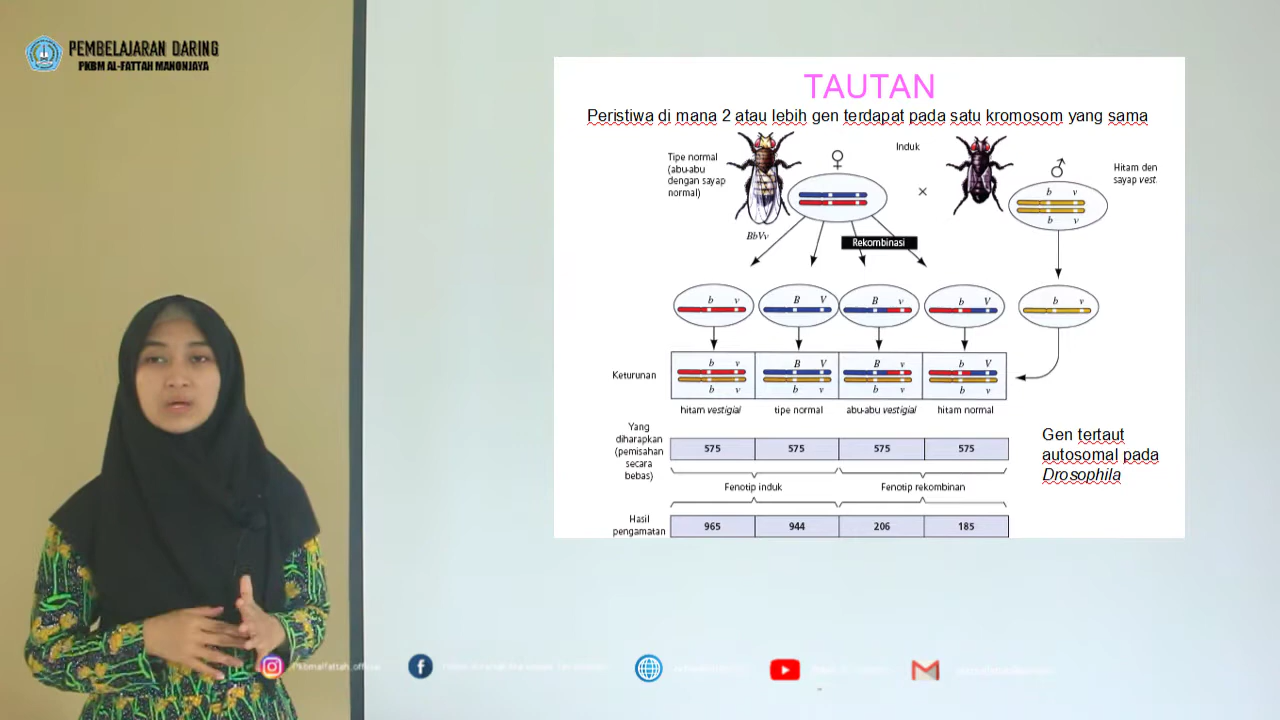 PEMBELAJARAN DARING
PKBM AL-FATTAH MANONJAYA
TAUTAN
Peristiwa di mana 2 atau lebih gen terdapat pada satu kromosom yang sama
Tipe normal
(abu-abu
dengan sayap
normal)
♀
Induk
♂
Hitam den
sayap vest.
×
b v
b v
BbVv
Rekombinasi
b v
B V
B v
b V
b v
Keturunan
b v
B V
B v
b V
b v
b v
b v
b v
hitam vestigial
tipe normal
abu-abu vestigial
hitam normal
Yang
diharapkan
(pemisahan
secara
bebas)
575 575 575 575
Fenotip induk
Fenotip rekombinan
Hasil
pengamatan
965 944 206 185
Gen tertaut
autosomal pada
Drosophila